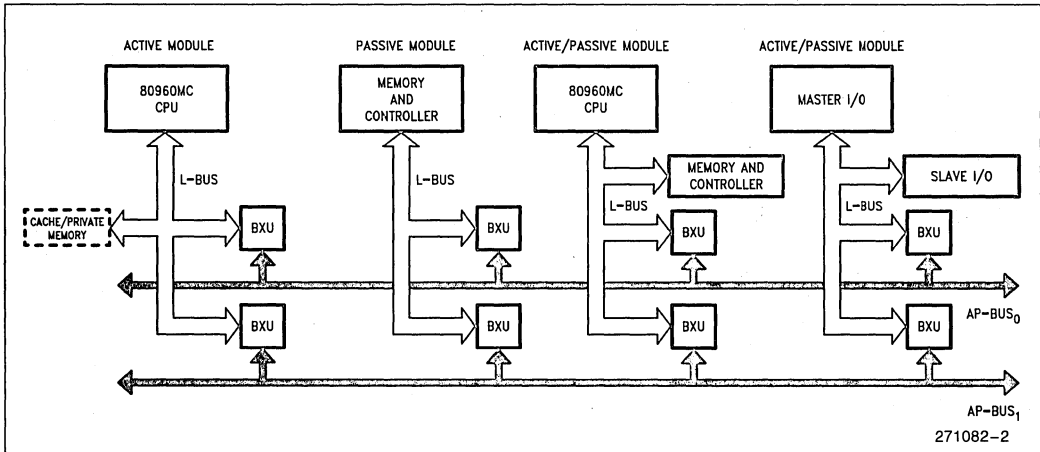 ACTIVE MODULE
PASSIVE MODULE
ACTIVE/PASSIVE MODULE
ACTIVE/PASSIVE MODULE
80960MC
CPU
MEMORY
AND
CONTROLLER
80960MC
CPU
MASTER I/O
L-BUS
L-BUS
MEMORY AND
CONTROLLER
SLAVE I/O
L-BUS
L-BUS
CACHE/PRIVATE
MEMORY
BXU
BXU
BXU
BXU
AP-BUS₀
BXU
BXU
BXU
BXU
AP-BUS₁
271082-2